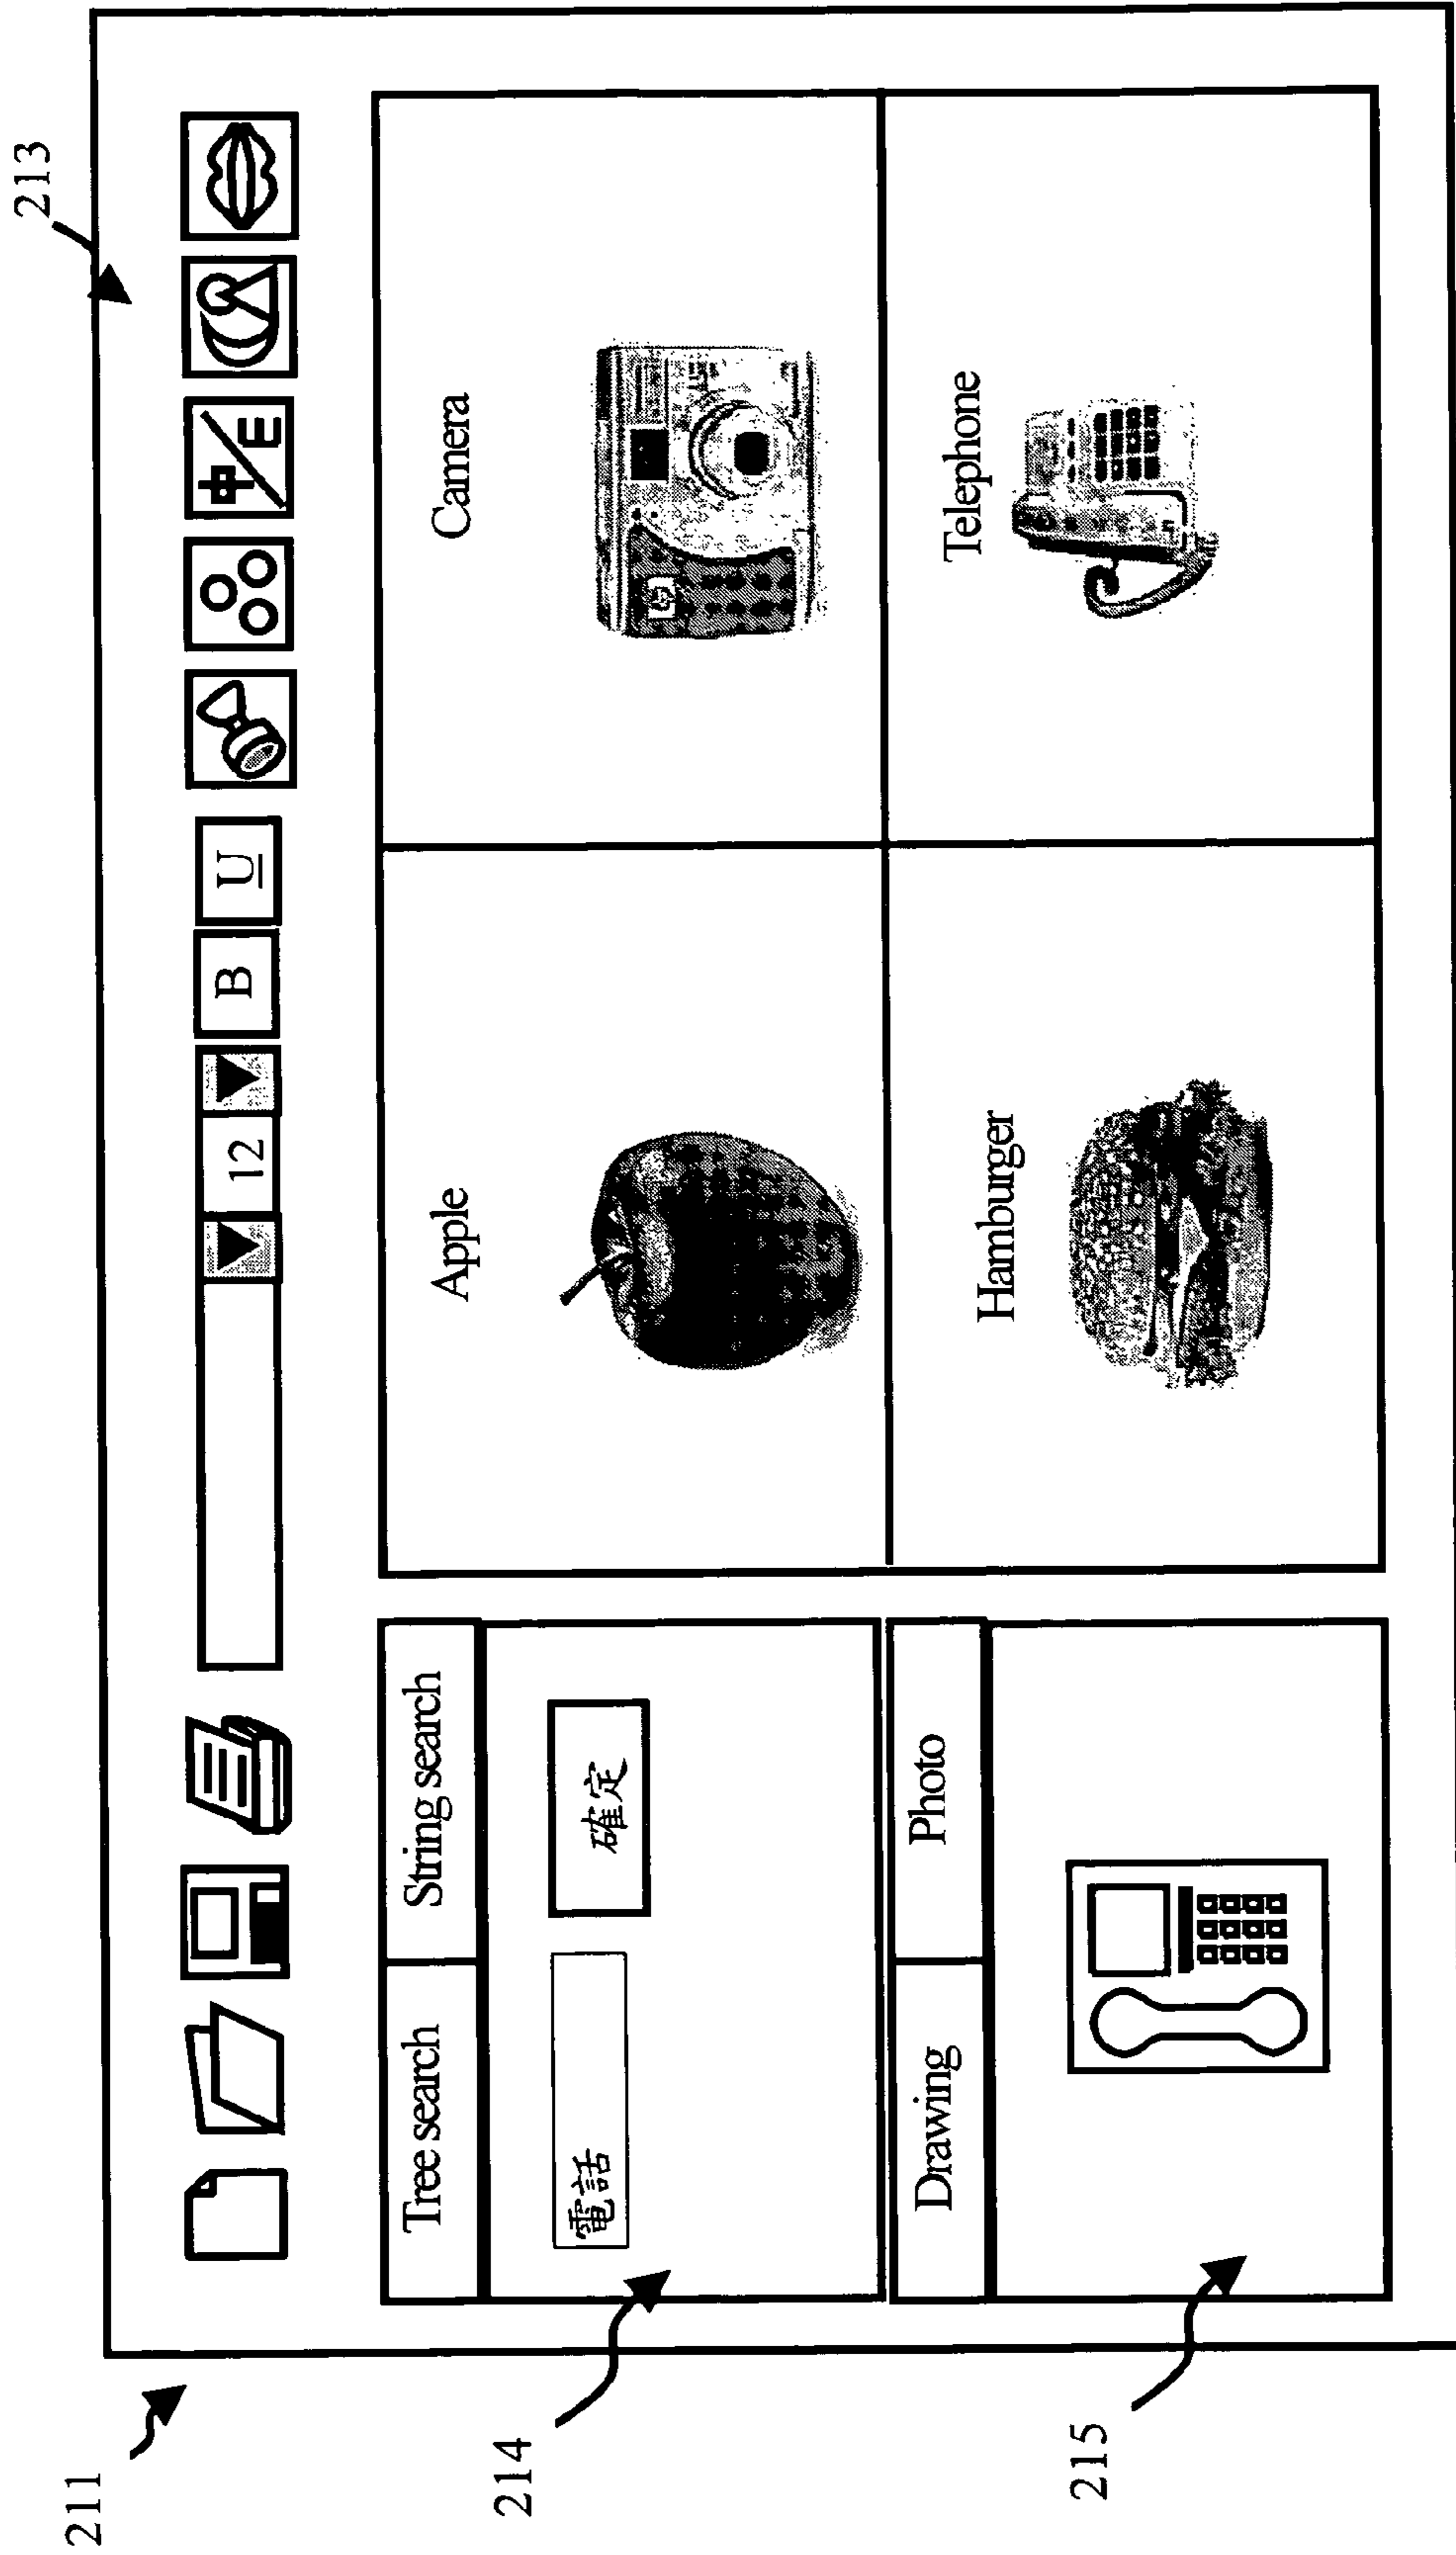 213
211
12
B
U
中/E
Tree search
String search
電話
確定
214
Apple
Camera
Drawing
Photo
215
Hamburger
Telephone